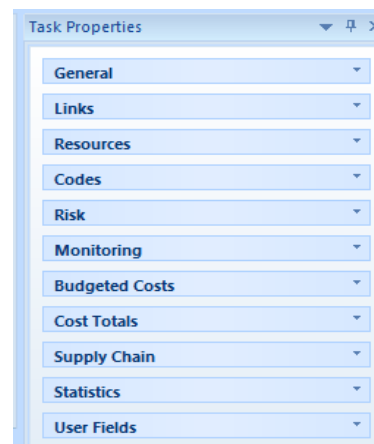 Task Properties
General
Links
Resources
Codes
Risk
Monitoring
Budgeted Costs
Cost Totals
Supply Chain
Statistics
User Fields